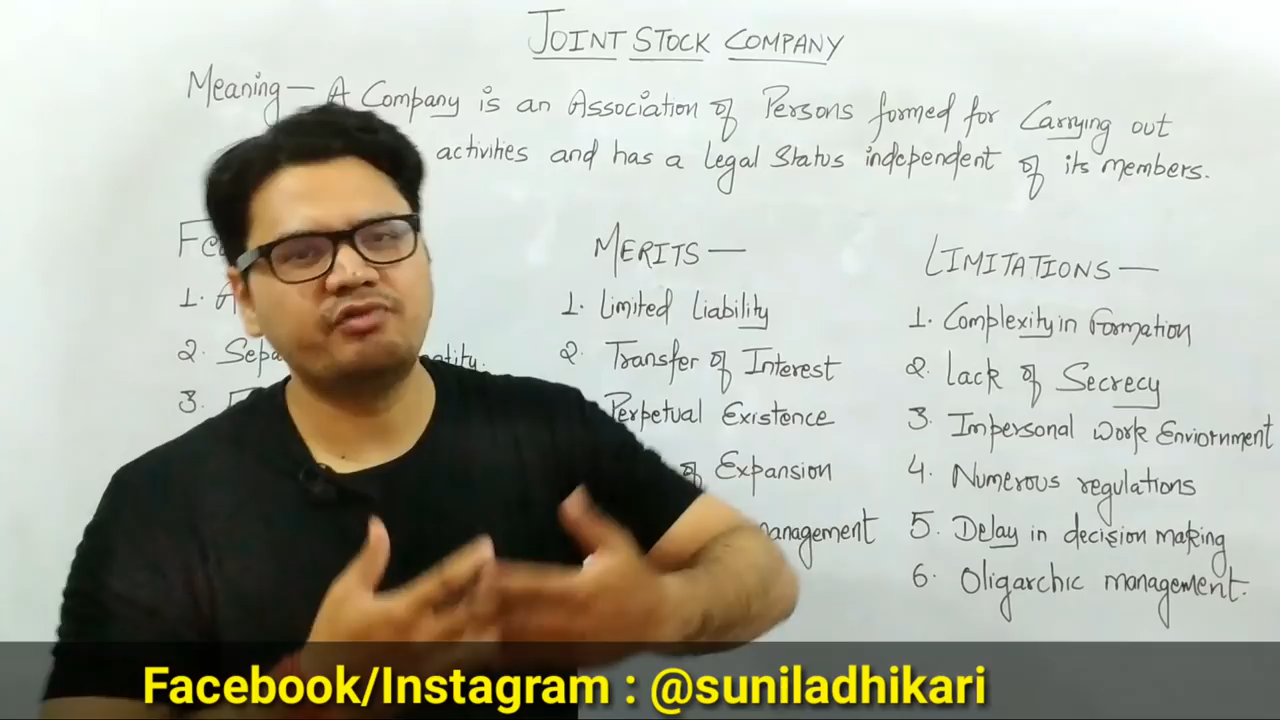 JOINT STOCK COMPANY
Meaning — A Company is an Association of Persons formed for Carrying out
activities and has a Legal Status independent of its members.
MERITS —
1. Limited Liability
2. Transfer of Interest
Perpetual Existence
of Expansion
LIMITATIONS —
1. Complexity in Formation
2. Lack of Secrecy
3. Impersonal Work Enviornment
4. Numerous regulations
5. Delay in decision making
6. Oligarchic management.
1.
2.
3.
Facebook/Instagram : @suniladhikari